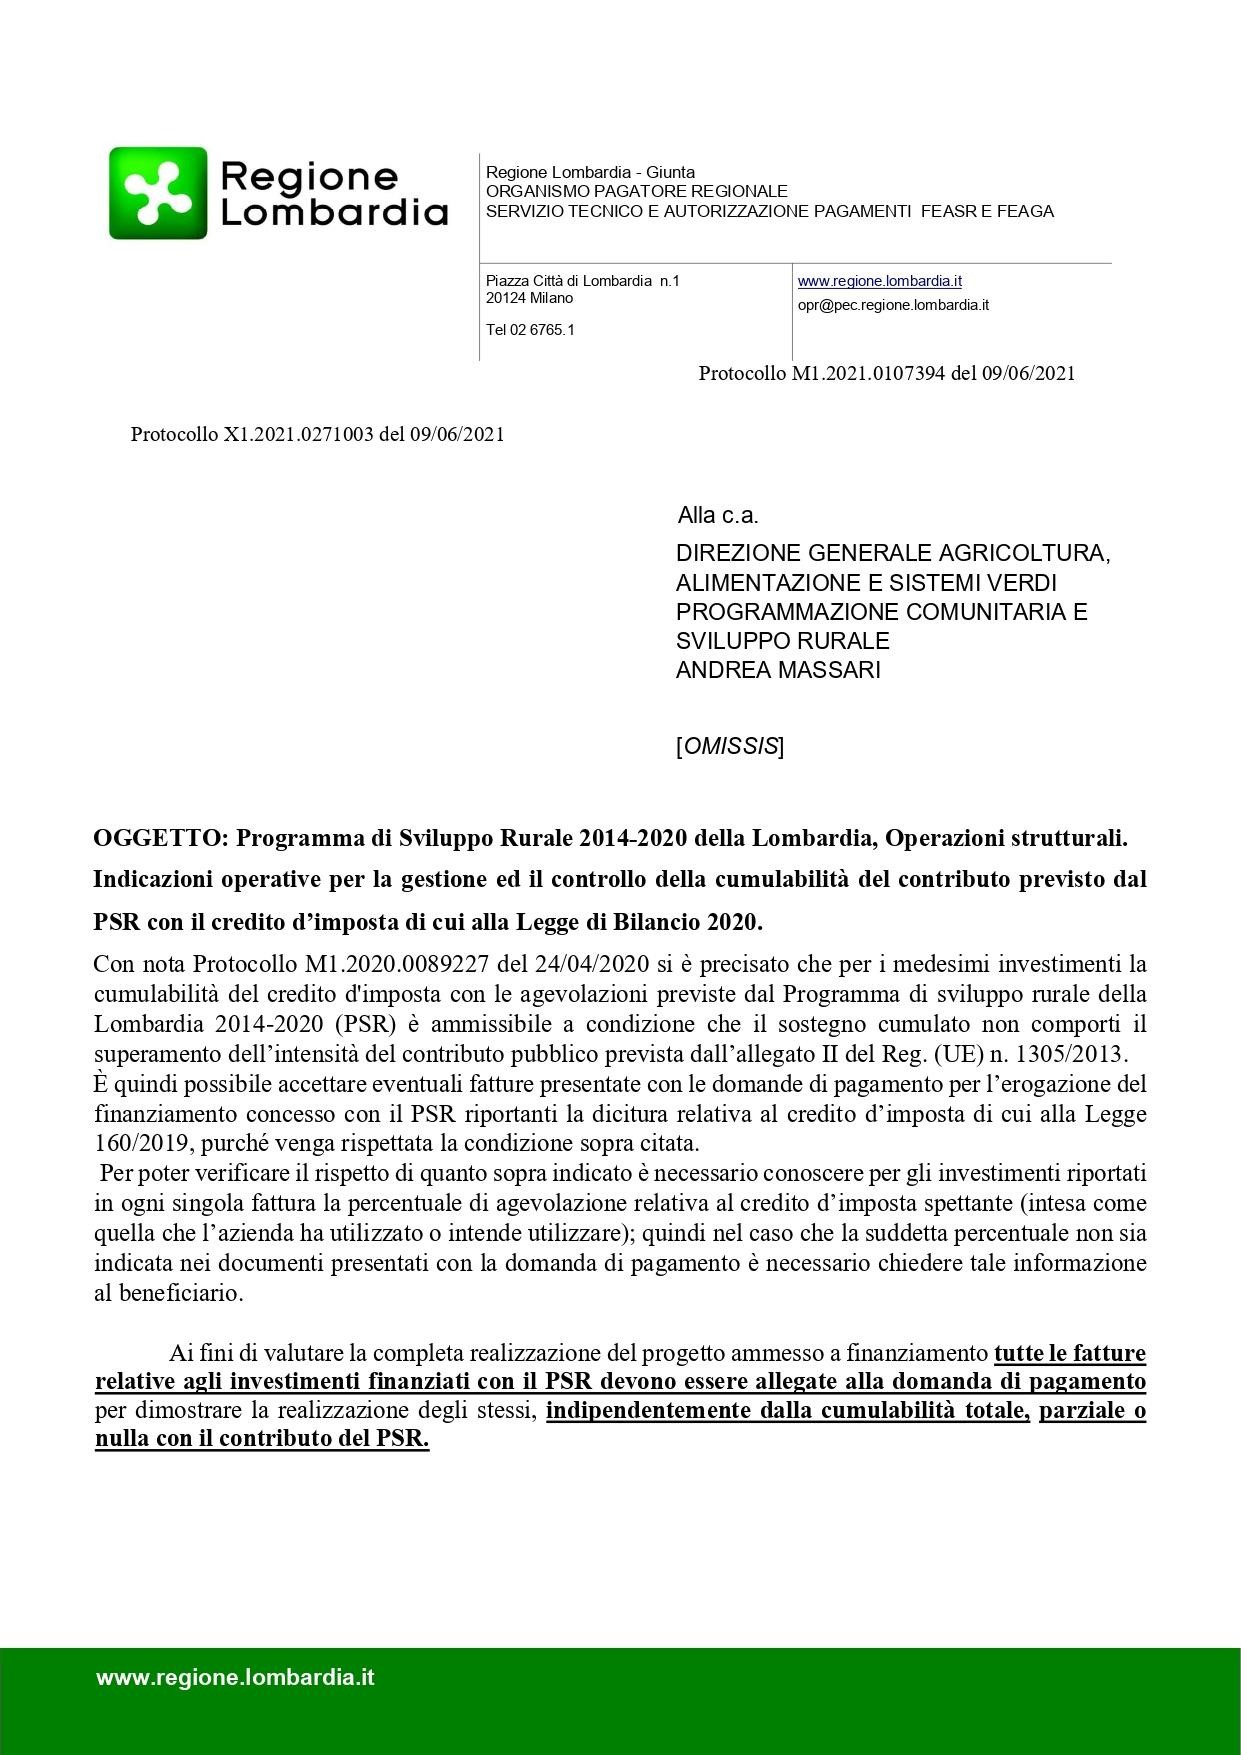 Regione
Lombardia
Regione Lombardia - Giunta
ORGANISMO PAGATORE REGIONALE
SERVIZIO TECNICO E AUTORIZZAZIONE PAGAMENTI FEASR E FEAGA
Piazza Città di Lombardia n.1
20124 Milano
Tel 02 6765.1
www.regione.lombardia.it
opr@pec.regione.lombardia.it
Protocollo M1.2021.0107394 del 09/06/2021
Protocollo X1.2021.0271003 del 09/06/2021
Alla c.a.
DIREZIONE GENERALE AGRICOLTURA,
ALIMENTAZIONE E SISTEMI VERDI
PROGRAMMAZIONE COMUNITARIA E
SVILUPPO RURALE
ANDREA MASSARI
[OMISSIS]
OGGETTO: Programma di Sviluppo Rurale 2014-2020 della Lombardia, Operazioni strutturali.
Indicazioni operative per la gestione ed il controllo della cumulabilità del contributo previsto dal
PSR con il credito d’imposta di cui alla Legge di Bilancio 2020.
Con nota Protocollo M1.2020.0089227 del 24/04/2020 si è precisato che per i medesimi investimenti la
cumulabilità del credito d'imposta con le agevolazioni previste dal Programma di sviluppo rurale della
Lombardia 2014-2020 (PSR) è ammissibile a condizione che il sostegno cumulato non comporti il
superamento dell’intensità del contributo pubblico prevista dall’allegato II del Reg. (UE) n. 1305/2013.
È quindi possibile accettare eventuali fatture presentate con le domande di pagamento per l’erogazione del
finanziamento concesso con il PSR riportanti la dicitura relativa al credito d’imposta di cui alla Legge
160/2019, purché venga rispettata la condizione sopra citata.
Per poter verificare il rispetto di quanto sopra indicato è necessario conoscere per gli investimenti riportati
in ogni singola fattura la percentuale di agevolazione relativa al credito d’imposta spettante (intesa come
quella che l’azienda ha utilizzato o intende utilizzare); quindi nel caso che la suddetta percentuale non sia
indicata nei documenti presentati con la domanda di pagamento è necessario chiedere tale informazione
al beneficiario.
Ai fini di valutare la completa realizzazione del progetto ammesso a finanziamento tutte le fatture
relative agli investimenti finanziati con il PSR devono essere allegate alla domanda di pagamento
per dimostrare la realizzazione degli stessi, indipendentemente dalla cumulabilità totale, parziale o
nulla con il contributo del PSR.
www.regione.lombardia.it